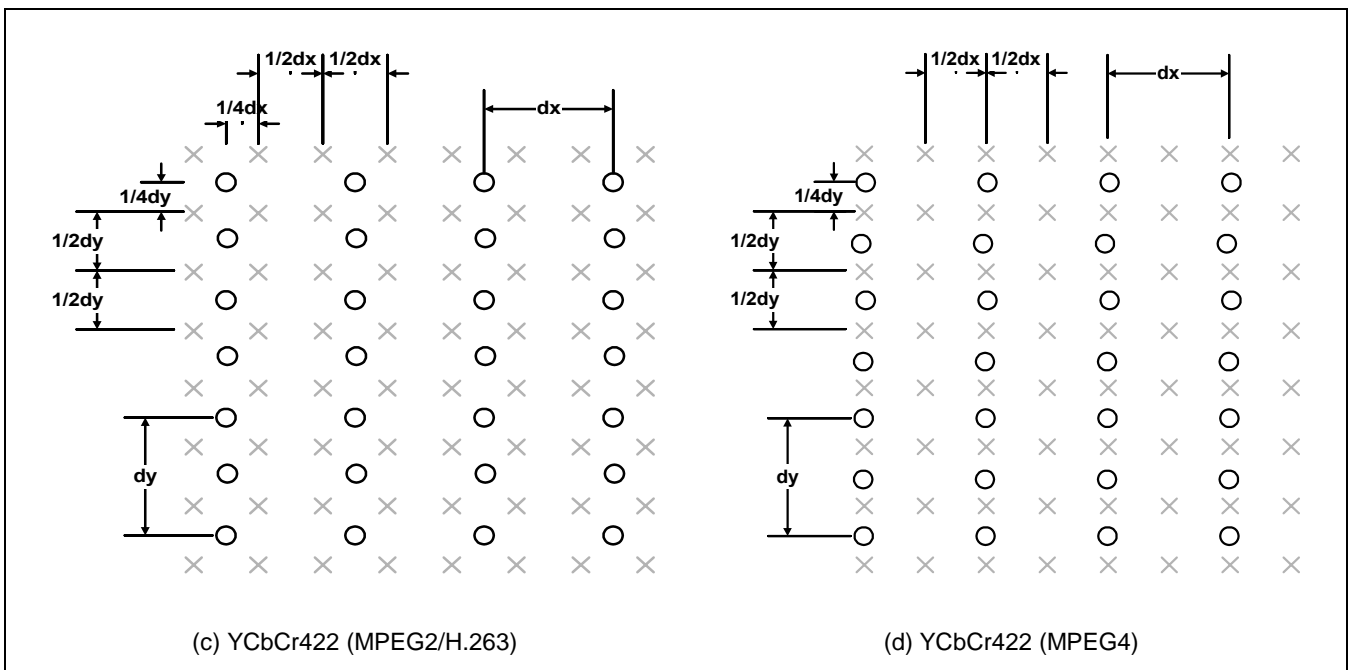 1/2dx 1/2dx
1/4dx
dx
1/4dy
1/2dy
1/2dy
dy
(c) YCbCr422 (MPEG2/H.263)
1/2dx 1/2dx
dx
1/4dy
1/2dy
1/2dy
dy
(d) YCbCr422 (MPEG4)